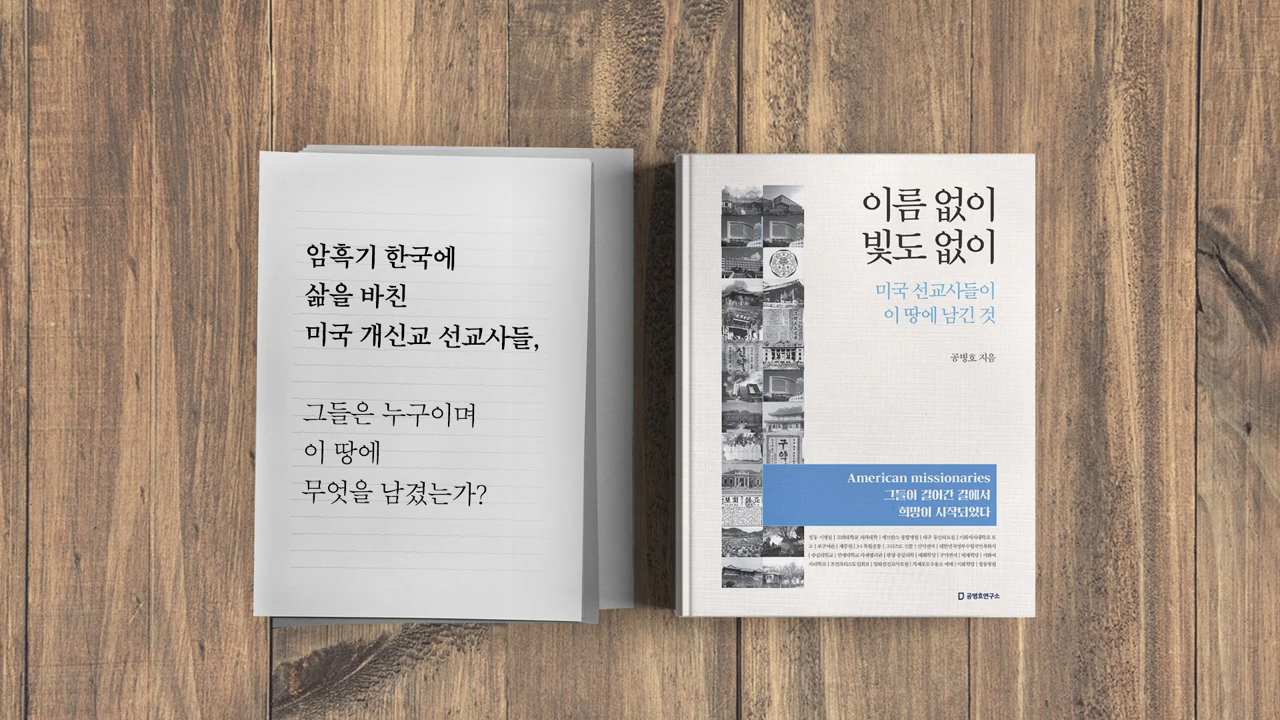 암흑기 한국에
삶을 바친
미국 개신교 선교사들,
그들은 누구이며
이 땅에
무엇을 남겼는가?
이름 없이
빛도 없이
미국 선교사들이
이 땅에 남긴 것
공병호 지음
신약
구약
American missionaries
그들이 걸어간 길에서
희망이 시작되었다
공병호연구소